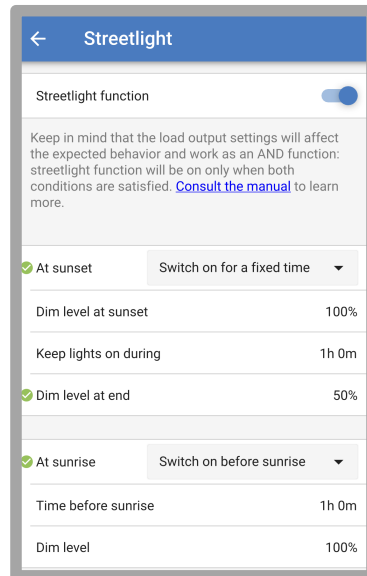 Streetlight
Streetlight function
Keep in mind that the load output settings will affect
the expected behavior and work as an AND function:
streetlight function will be on only when both
conditions are satisfied. Consult the manual to learn
more.
At sunset Switch on for a fixed time
Dim level at sunset 100%
Keep lights on during 1h 0m
Dim level at end 50%
At sunrise Switch on before sunrise
Time before sunrise 1h 0m
Dim level 100%